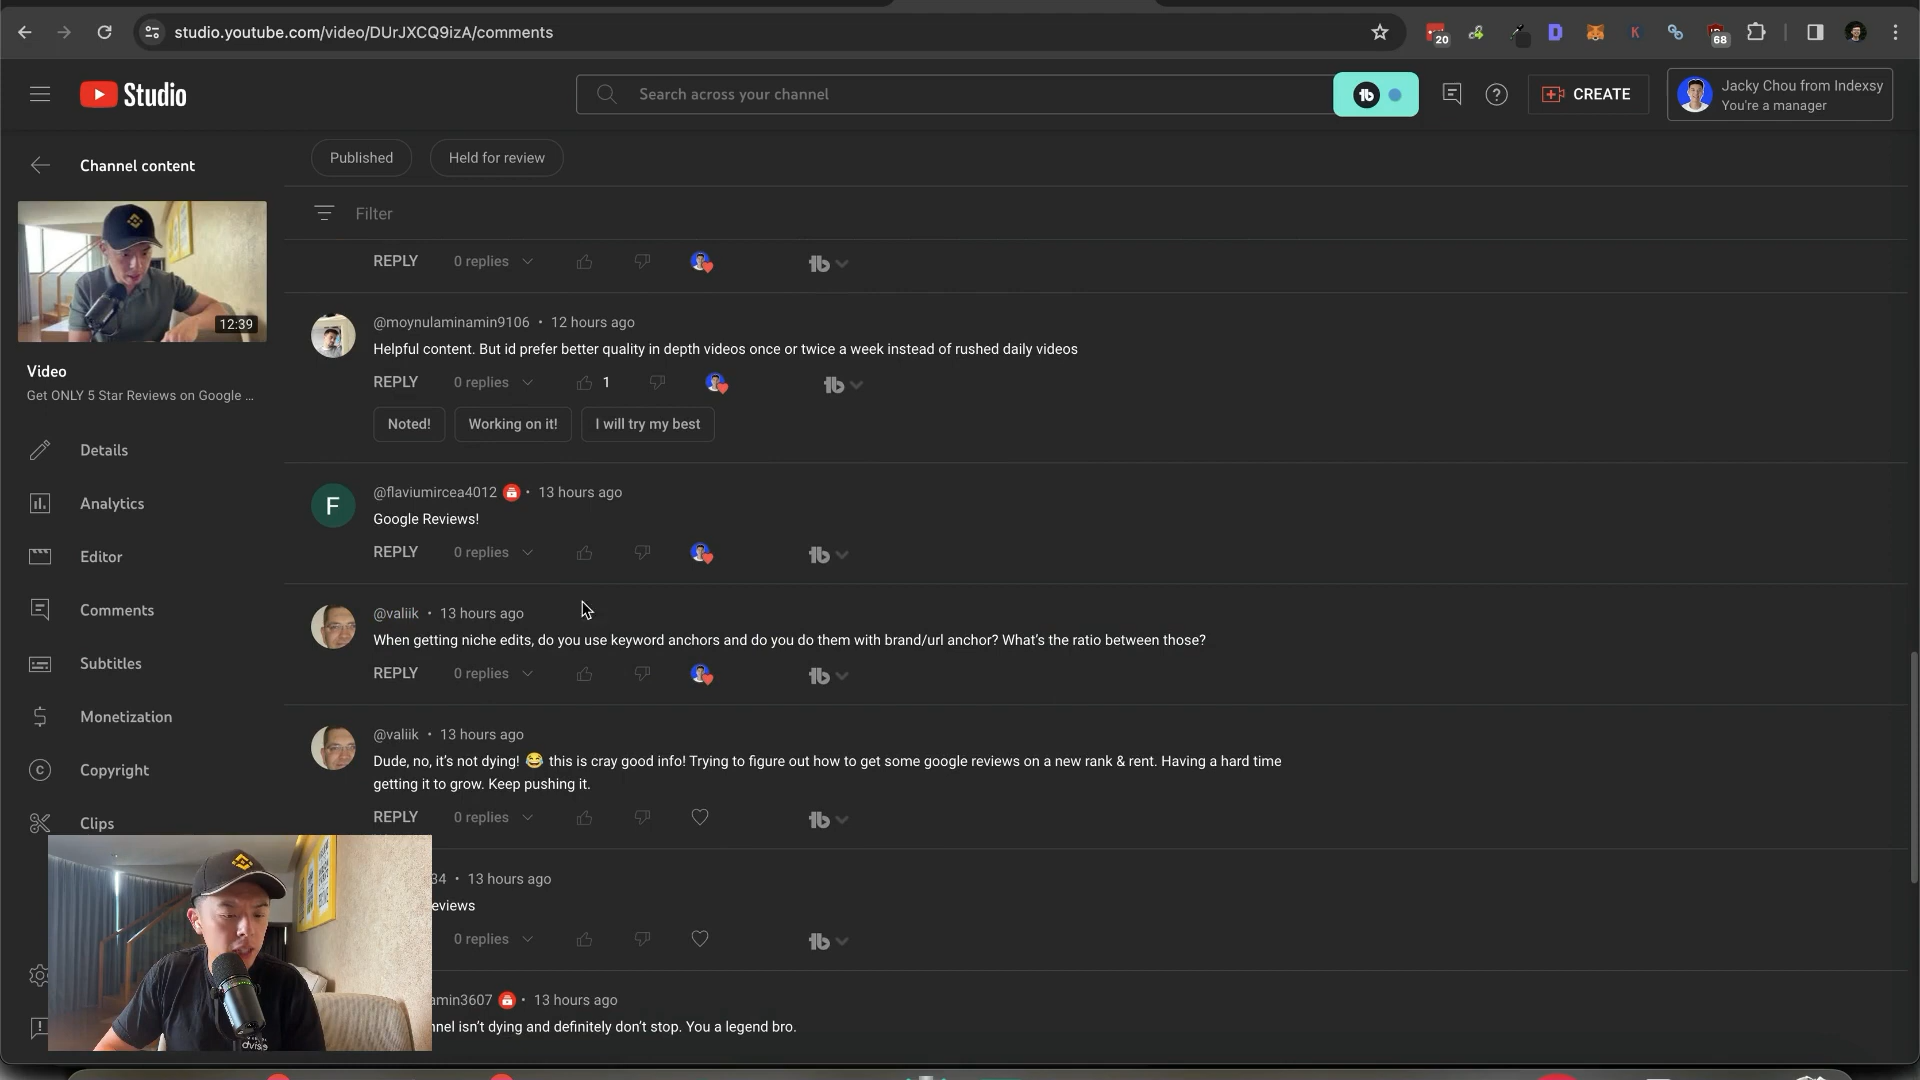 studio.youtube.com/video/DUrJXCQ9izA/comments
20
68
Studio
Search across your channel
CREATE
Jacky Chou from Indexsy
You're a manager
Channel content
Published
Held for review
Filter
12:39
Video
Get ONLY 5 Star Reviews on Google ...
Details
Analytics
Editor
Comments
Subtitles
Monetization
Copyright
Clips
REPLY 0 replies
@moynulaminamin9106 • 12 hours ago
Helpful content. But id prefer better quality in depth videos once or twice a week instead of rushed daily videos
REPLY 0 replies 1
Noted! Working on it! I will try my best
F
@flaviumircea4012 • 13 hours ago
Google Reviews!
REPLY 0 replies
@valiik • 13 hours ago
When getting niche edits, do you use keyword anchors and do you do them with brand/url anchor? What's the ratio between those?
REPLY 0 replies
@valiik • 13 hours ago
Dude, no, it's not dying! 😂 this is cray good info! Trying to figure out how to get some google reviews on a new rank & rent. Having a hard time
getting it to grow. Keep pushing it.
REPLY 0 replies
34 • 13 hours ago
eviews
0 replies
amin3607 • 13 hours ago
nnel isn't dying and definitely don't stop. You a legend bro.